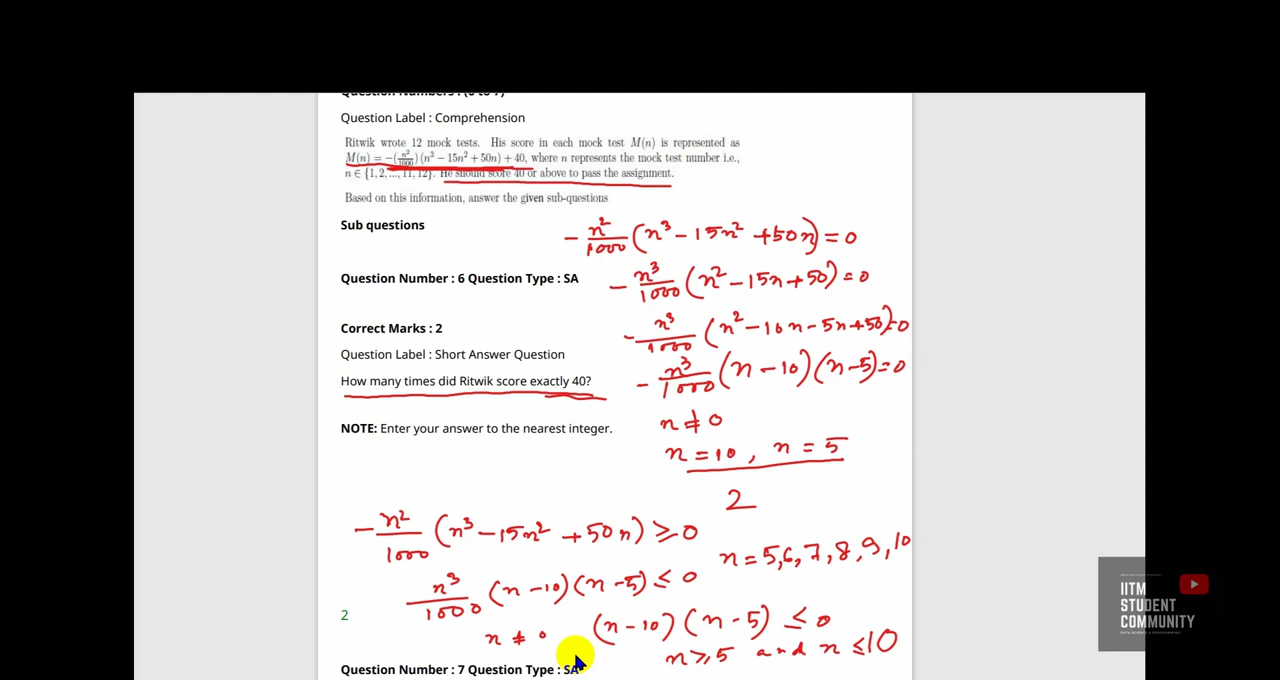 Question Numbers : (6 to 7)
Question Label : Comprehension
Ritwik wrote 12 mock tests. His score in each mock test M(n) is represented as
M(n) = −(n²/1000)(n³ − 15n² + 50n) + 40, where n represents the mock test number i.e.,
n ∈ {1, 2, ..., 11, 12}. He should score 40 or above to pass the assignment.
Based on this information, answer the given sub-questions
Sub questions
- n²/1000 (n³ - 15n² + 50n) = 0
Question Number : 6 Question Type : SA
- n³/1000 (n² - 15n + 50) = 0
Correct Marks : 2
- n³/1000 (n² - 10n - 5n + 50) = 0
Question Label : Short Answer Question
- n³/1000 (n - 10)(n - 5) = 0
How many times did Ritwik score exactly 40?
n ≠ 0
NOTE: Enter your answer to the nearest integer.
n = 10, n = 5
2
- n²/1000 (n³ - 15n² + 50n) ≥ 0
n = 5,6,7,8,9,10
n³/1000 (n - 10)(n - 5) ≤ 0
2
n ≠ 0 (n - 10)(n - 5) ≤ 0
n ≥ 5 and n ≤ 10
Question Number : 7 Question Type : SA
IITM
STUDENT
COMMUNITY